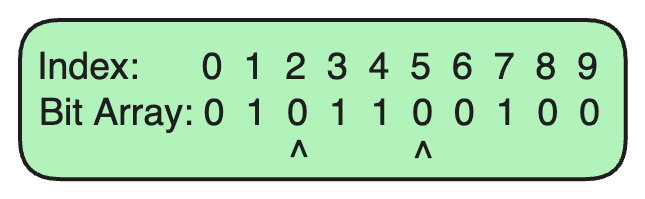 Index: 0 1 2 3 4 5 6 7 8 9
Bit Array: 0 1 0 1 1 0 0 1 0 0
^ ^